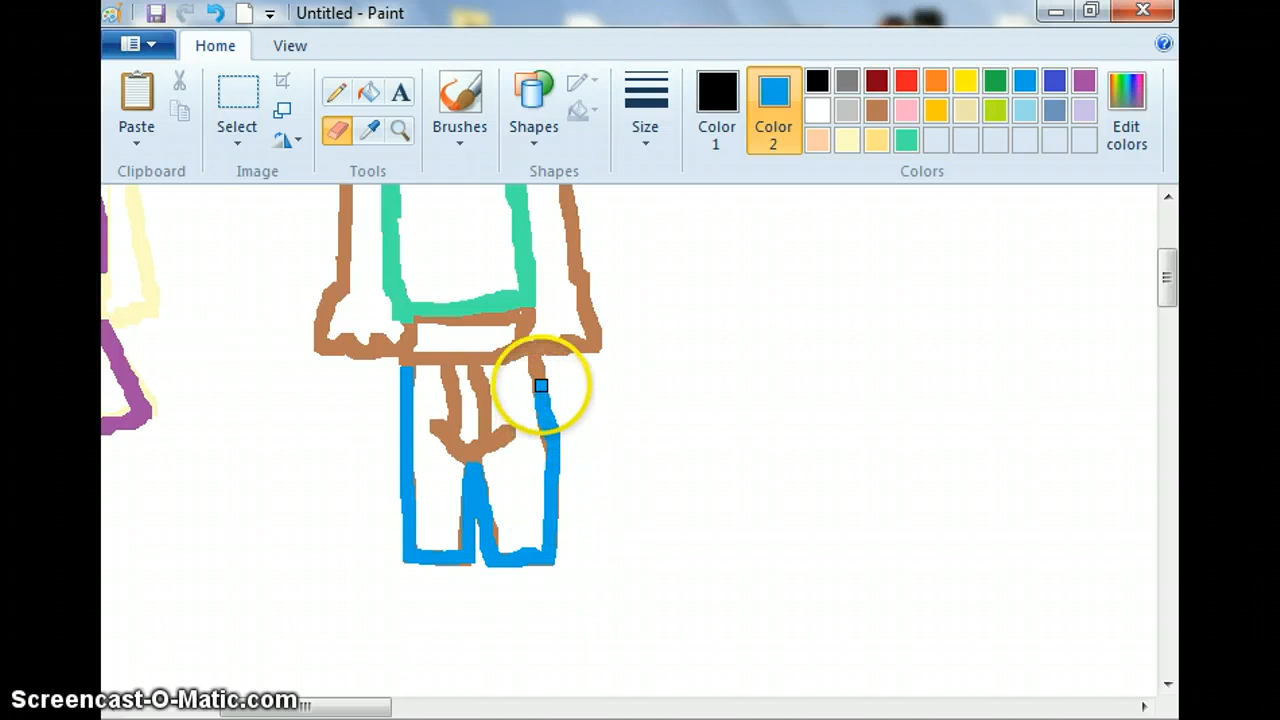 Untitled - Paint
Home View
Paste
Select
Brushes
Shapes
Size
Color 1
Color 2
Edit colors
Clipboard
Image
Tools
Shapes
Colors
Screencast-O-Matic.com